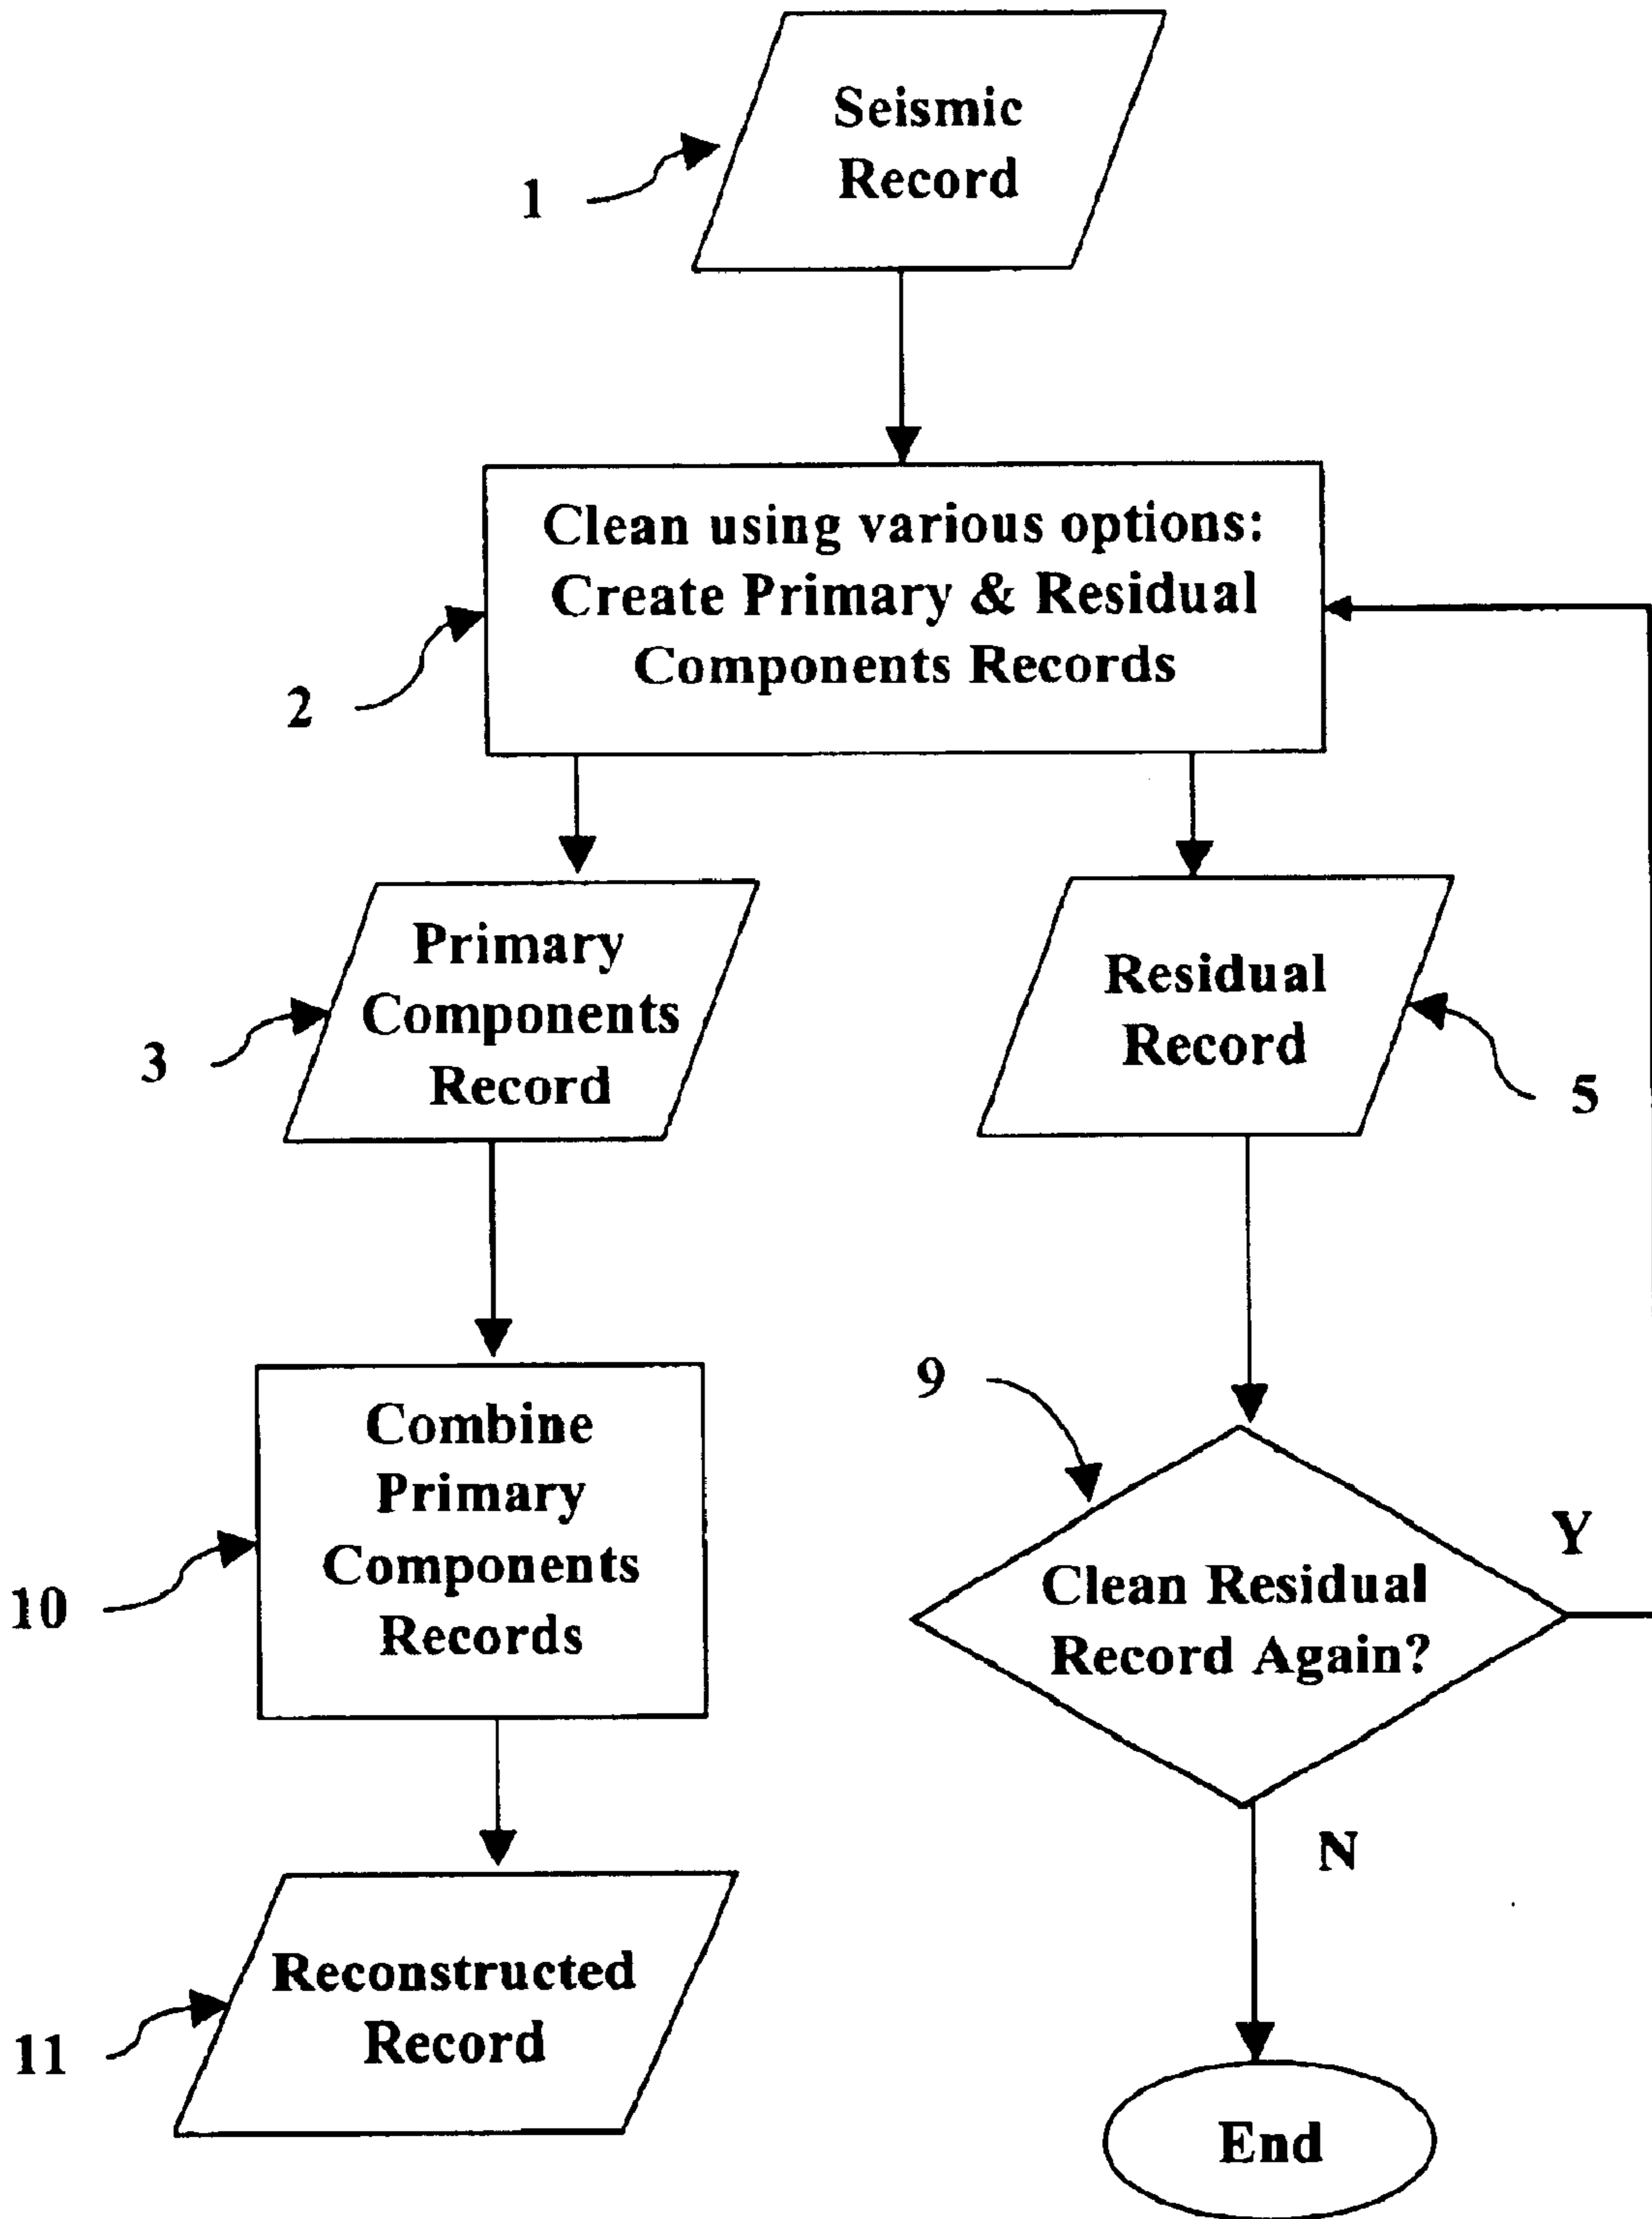 Seismic
Record
1
Clean using various options:
Create Primary & Residual
Components Records
2
Primary
Components
Record
3
Residual
Record
5
Combine
Primary
Components
Records
10
9
Clean Residual
Record Again?
Y
N
Reconstructed
Record
11
End